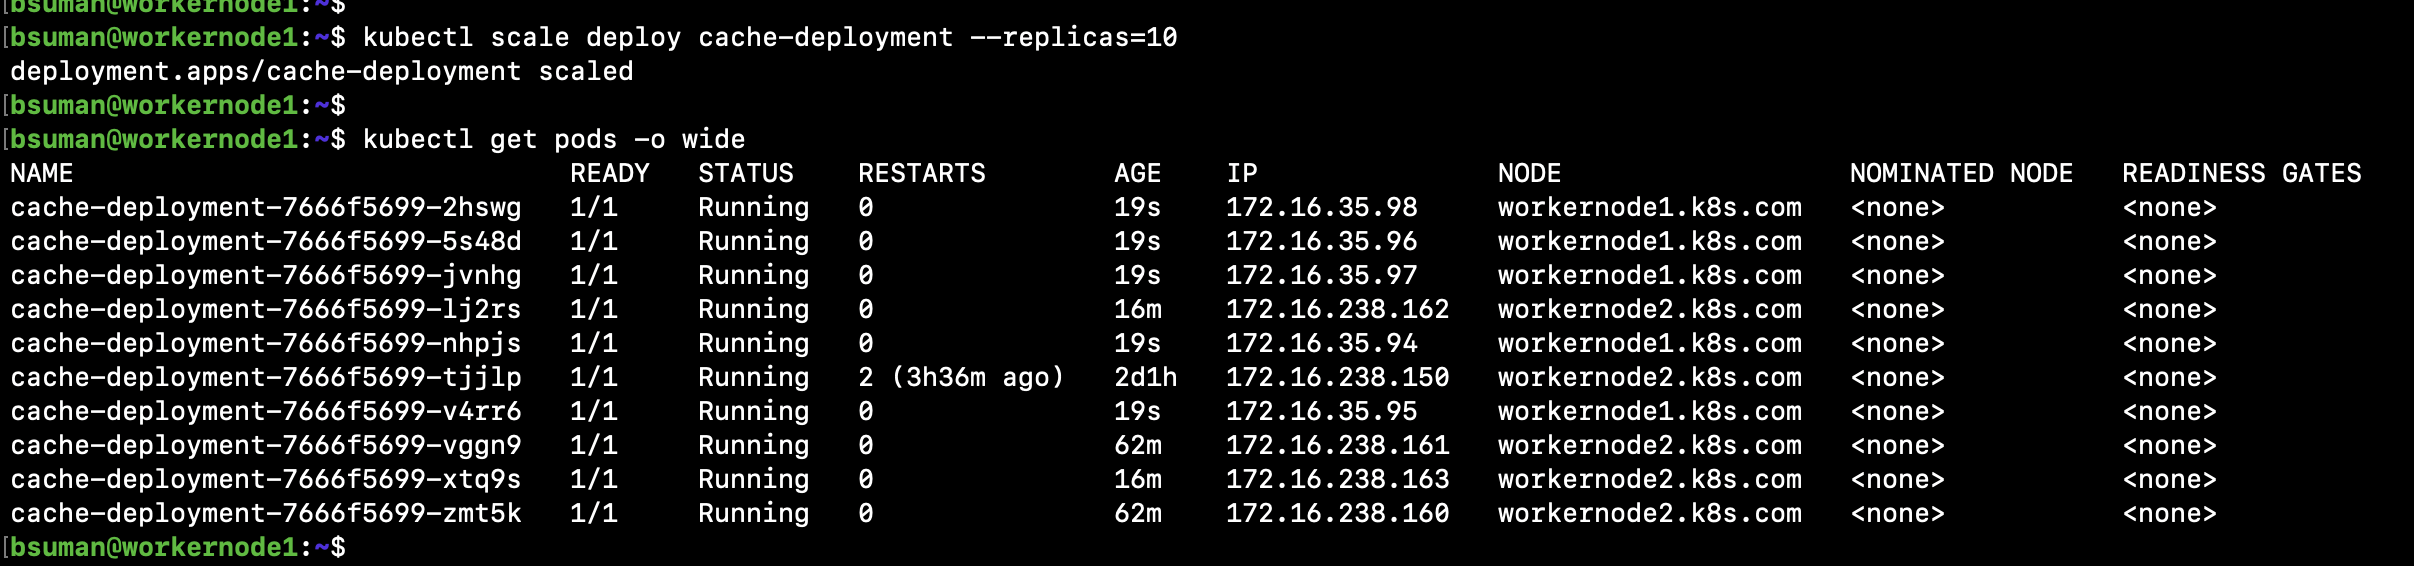 [bsuman@workernode1:~$
[bsuman@workernode1:~$ kubectl scale deploy cache-deployment --replicas=10
deployment.apps/cache-deployment scaled
[bsuman@workernode1:~$
[bsuman@workernode1:~$ kubectl get pods -o wide
NAME                                READY   STATUS    RESTARTS        AGE    IP               NODE                  NOMINATED NODE   READINESS GATES
cache-deployment-7666f5699-2hswg   1/1     Running   0               19s    172.16.35.98     workernode1.k8s.com   <none>           <none>
cache-deployment-7666f5699-5s48d   1/1     Running   0               19s    172.16.35.96     workernode1.k8s.com   <none>           <none>
cache-deployment-7666f5699-jvnhg   1/1     Running   0               19s    172.16.35.97     workernode1.k8s.com   <none>           <none>
cache-deployment-7666f5699-lj2rs   1/1     Running   0               16m    172.16.238.162   workernode2.k8s.com   <none>           <none>
cache-deployment-7666f5699-nhpjs   1/1     Running   0               19s    172.16.35.94     workernode1.k8s.com   <none>           <none>
cache-deployment-7666f5699-tjjlp   1/1     Running   2 (3h36m ago)   2d1h   172.16.238.150   workernode2.k8s.com   <none>           <none>
cache-deployment-7666f5699-v4rr6   1/1     Running   0               19s    172.16.35.95     workernode1.k8s.com   <none>           <none>
cache-deployment-7666f5699-vggn9   1/1     Running   0               62m    172.16.238.161   workernode2.k8s.com   <none>           <none>
cache-deployment-7666f5699-xtq9s   1/1     Running   0               16m    172.16.238.163   workernode2.k8s.com   <none>           <none>
cache-deployment-7666f5699-zmt5k   1/1     Running   0               62m    172.16.238.160   workernode2.k8s.com   <none>           <none>
[bsuman@workernode1:~$